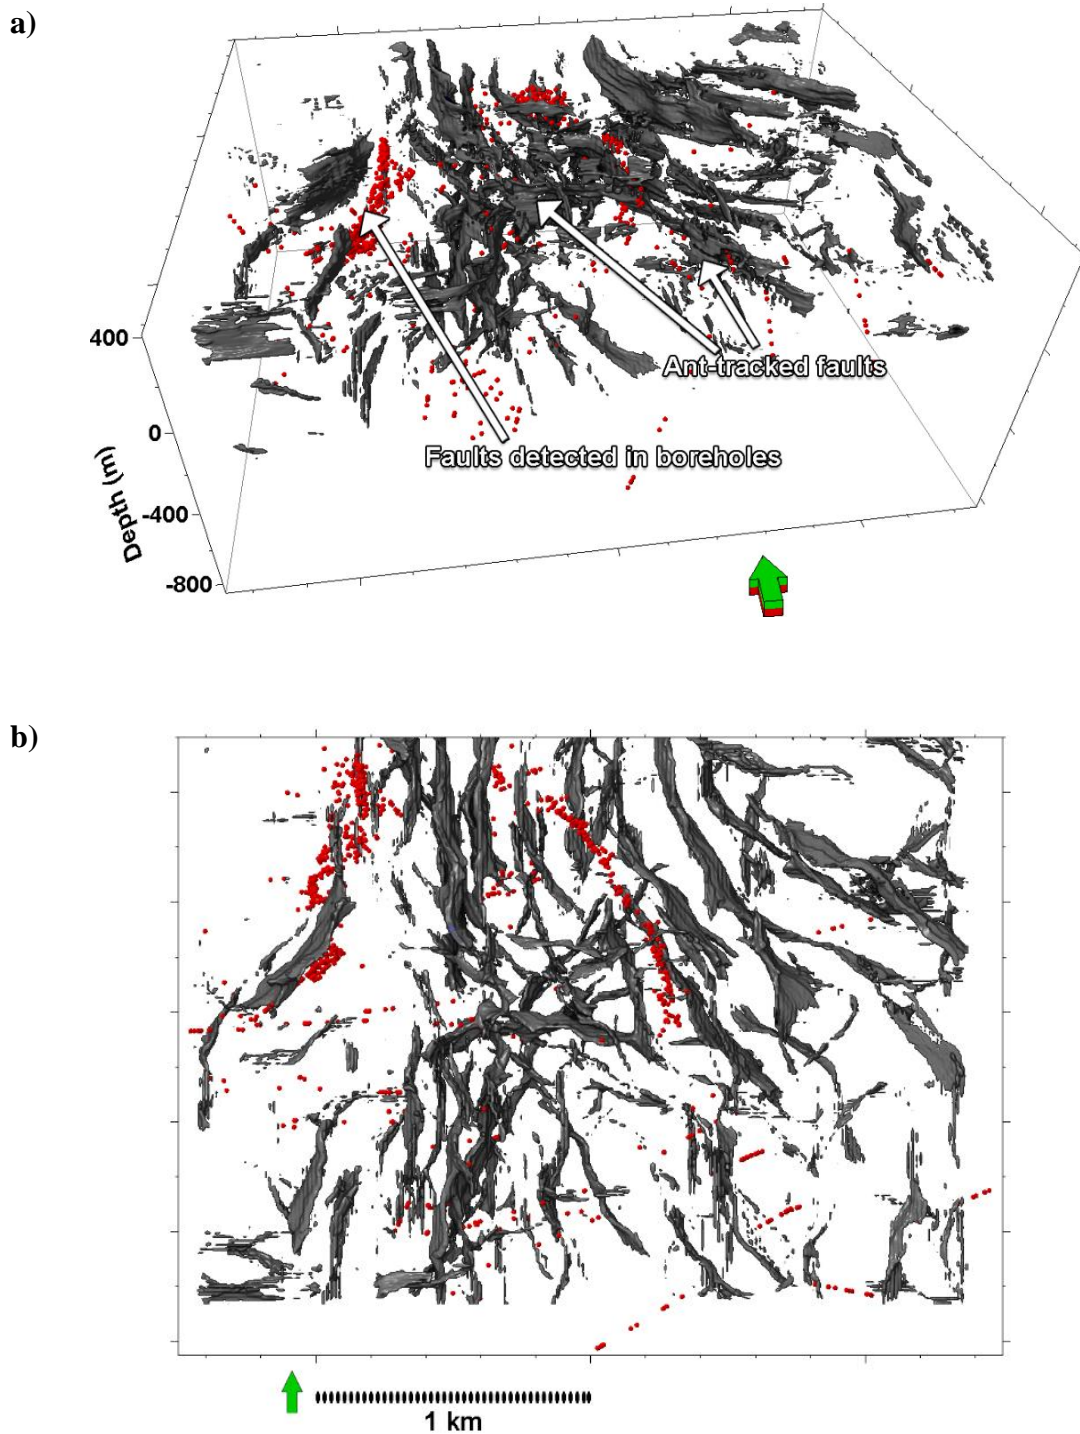 a)
Ant-tracked faults
Faults detected in boreholes
400
0
-400
-800
Depth (m)
b)
1 km